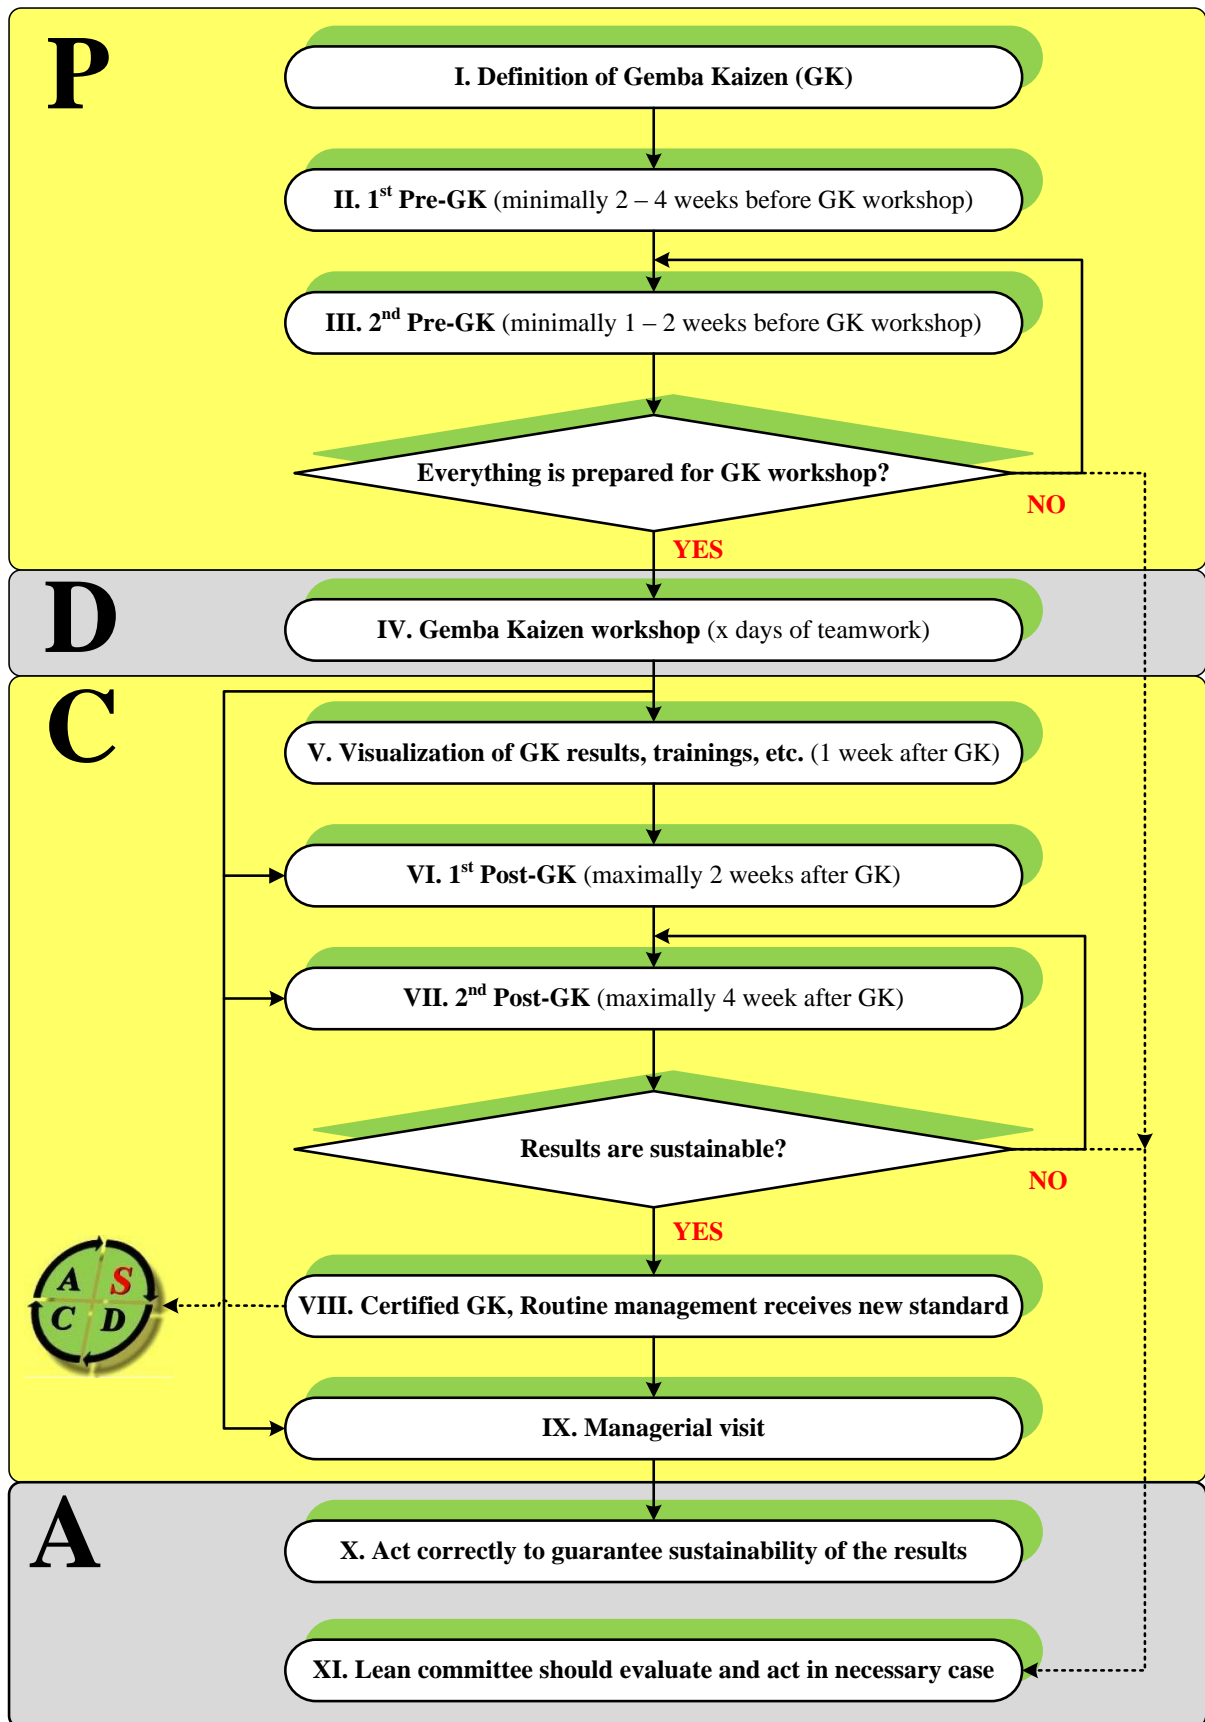 P
I. Definition of Gemba Kaizen (GK)
II. 1st Pre-GK (minimally 2 – 4 weeks before GK workshop)
III. 2nd Pre-GK (minimally 1 – 2 weeks before GK workshop)
Everything is prepared for GK workshop?
NO
YES
D
IV. Gemba Kaizen workshop (x days of teamwork)
C
V. Visualization of GK results, trainings, etc. (1 week after GK)
VI. 1st Post-GK (maximally 2 weeks after GK)
VII. 2nd Post-GK (maximally 4 week after GK)
Results are sustainable?
NO
YES
A S
C D
VIII. Certified GK, Routine management receives new standard
IX. Managerial visit
A
X. Act correctly to guarantee sustainability of the results
XI. Lean committee should evaluate and act in necessary case